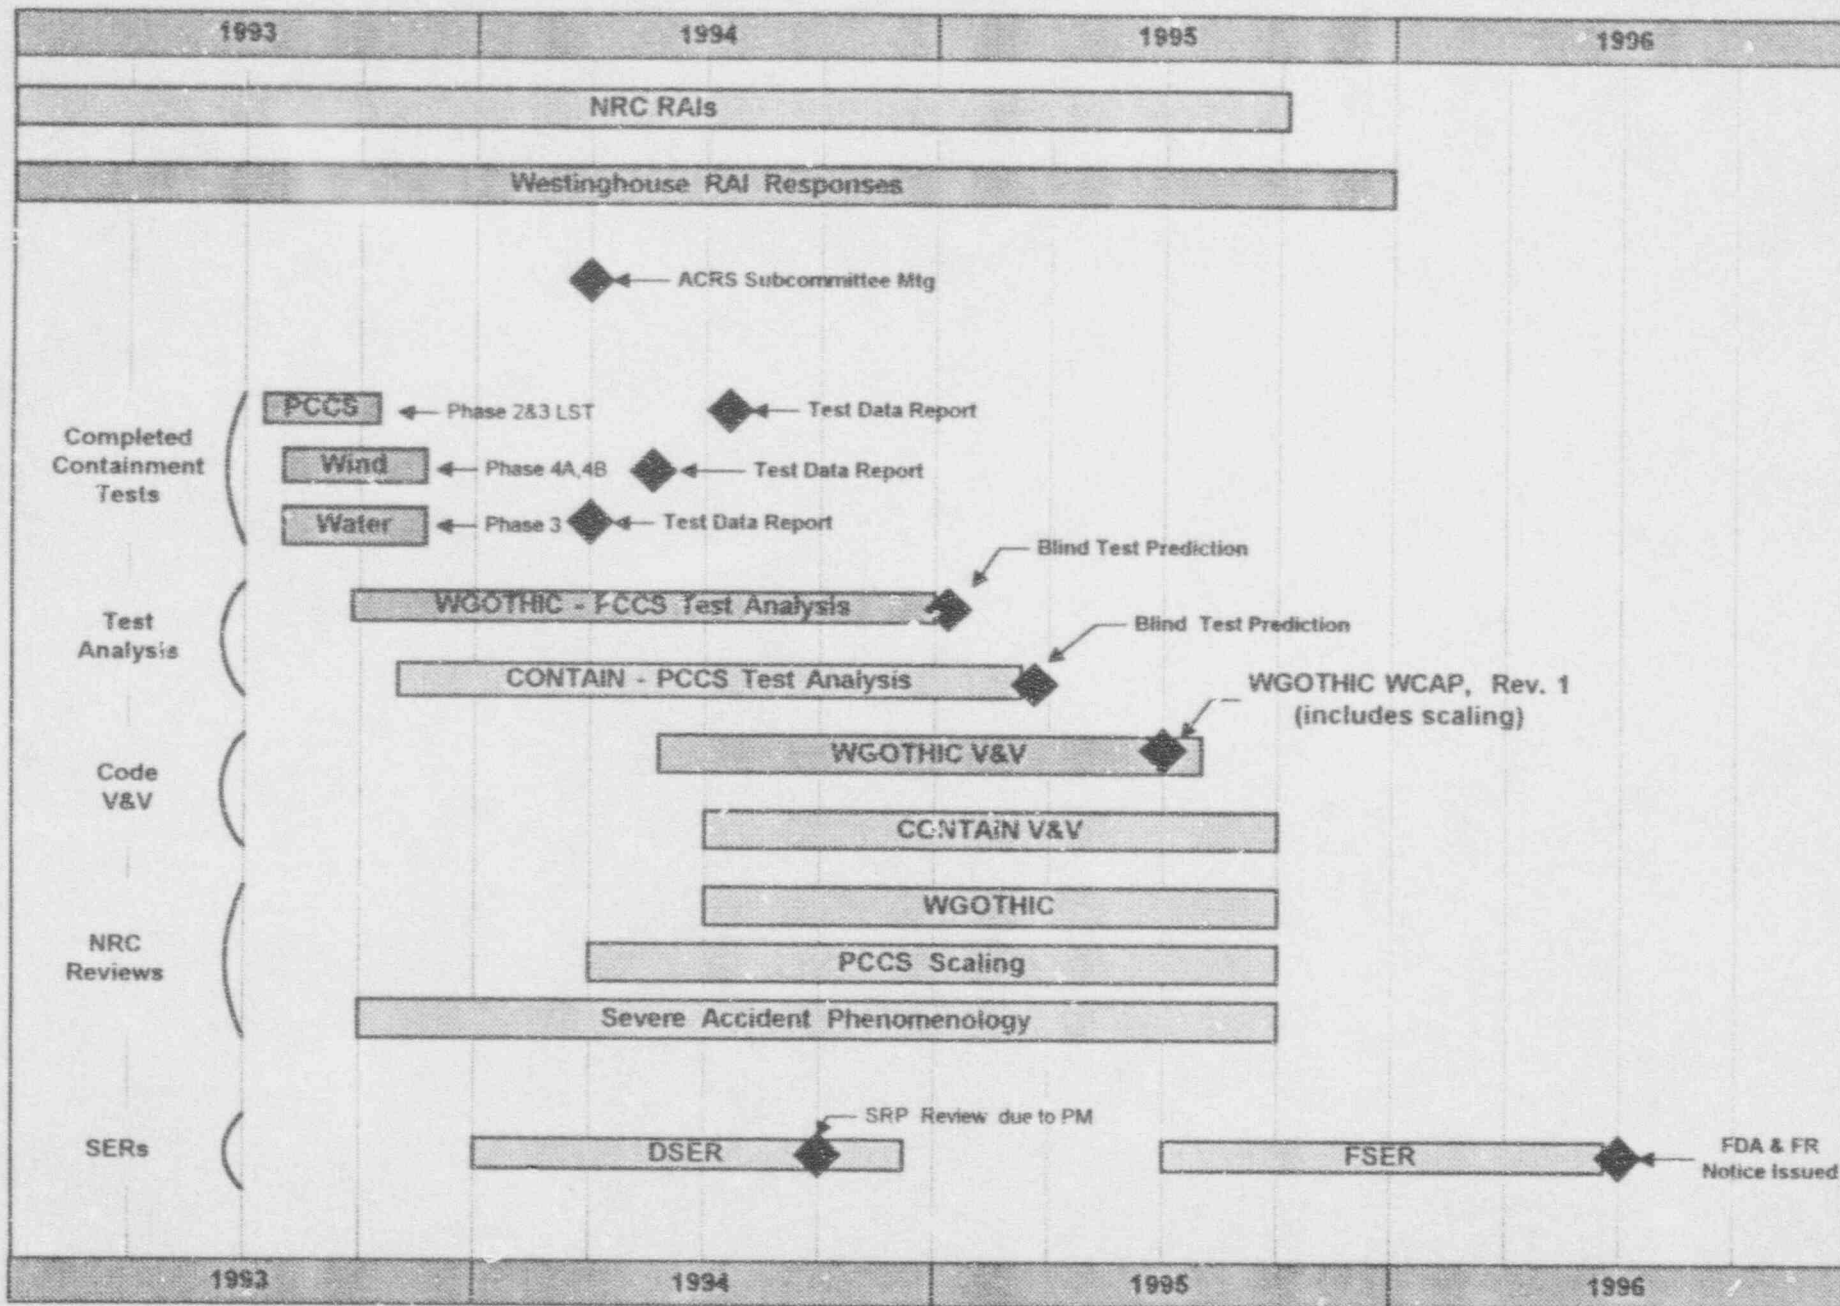 1993 1994 1995 1996
NRC RAIs
Westinghouse RAI Responses
ACRS Subcommittee Mtg
Completed
Containment
Tests
PCCS
Phase 2&3 LST
Test Data Report
Wind
Phase 4A,4B
Test Data Report
Water
Phase 3
Test Data Report
Test
Analysis
WGOTHIC - PCCS Test Analysis
Blind Test Prediction
CONTAIN - PCCS Test Analysis
Blind Test Prediction
Code
V&V
WGOTHIC V&V
WGOTHIC WCAP, Rev. 1
(includes scaling)
CONTAIN V&V
NRC
Reviews
WGOTHIC
PCCS Scaling
Severe Accident Phenomenology
SERs
DSER
SRP Review due to PM
FSER
FDA & FR
Notice Issued
1993 1994 1995 1996